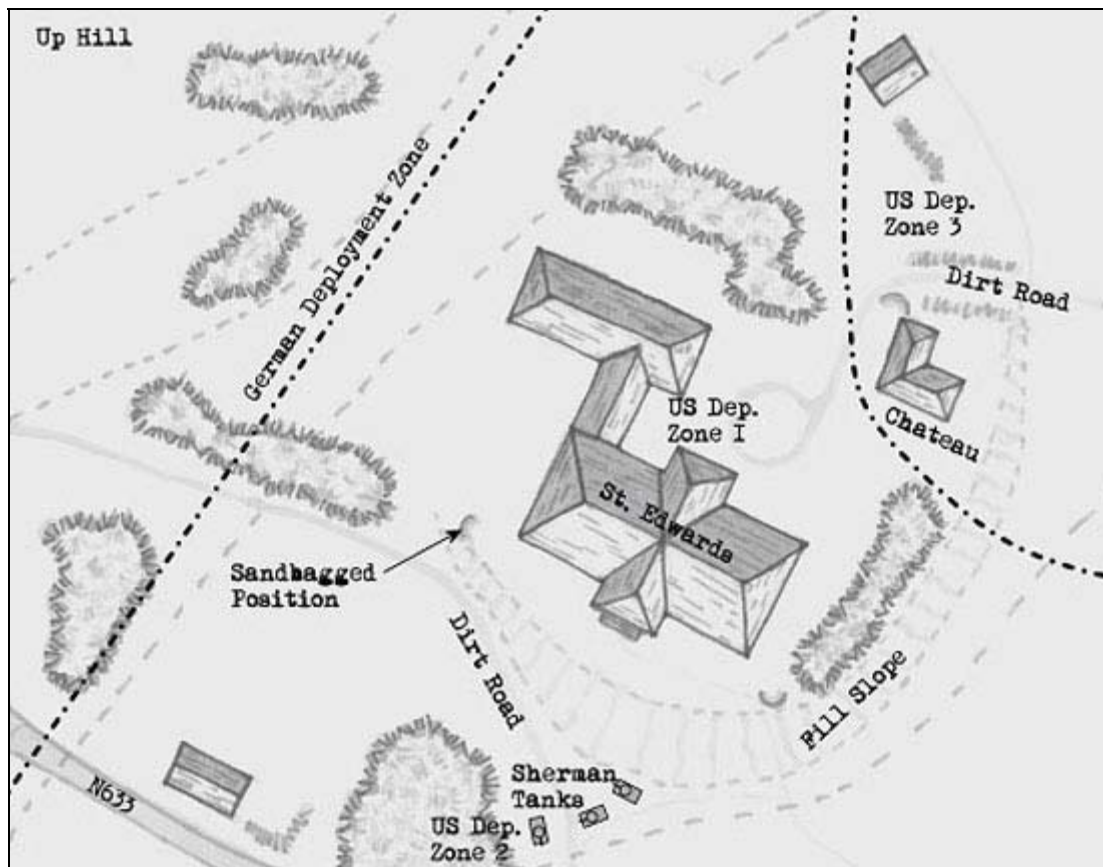 Up Hill
German Deployment Zone
US Dep.
Zone 3
Dirt Road
Chateau
US Dep.
Zone 1
St. Edwards
Sandbagged
Position
Dirt Road
Fill Slope
Sherman
Tanks
US Dep.
Zone 2
N633